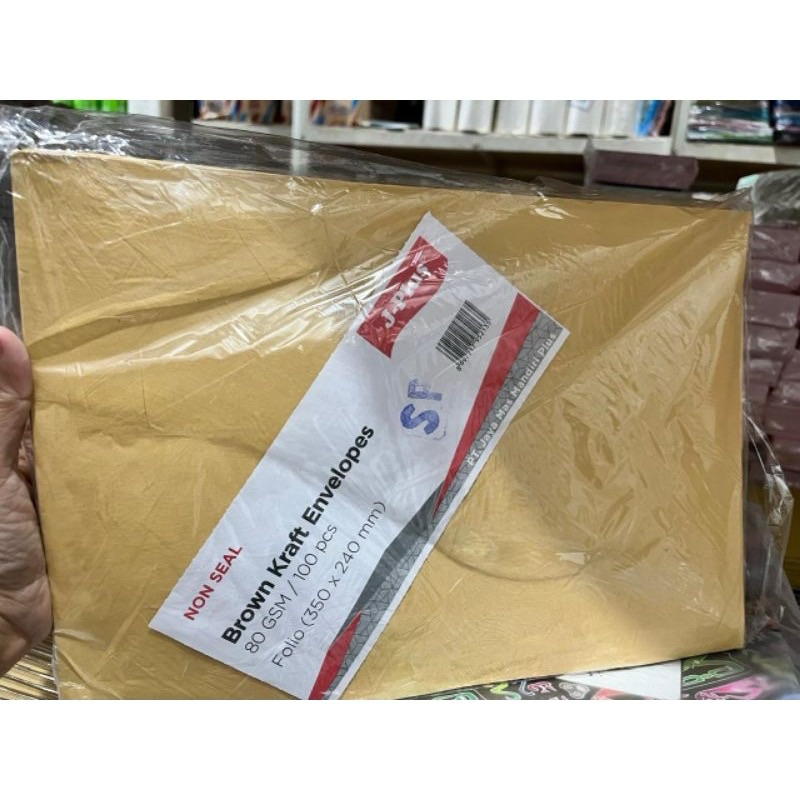 J-PLUS
SF
PT. Jaya Mas Mandiri Plus
NON SEAL
Brown Kraft Envelopes
80 GSM / 100 pcs
Folio (350 x 240 mm)